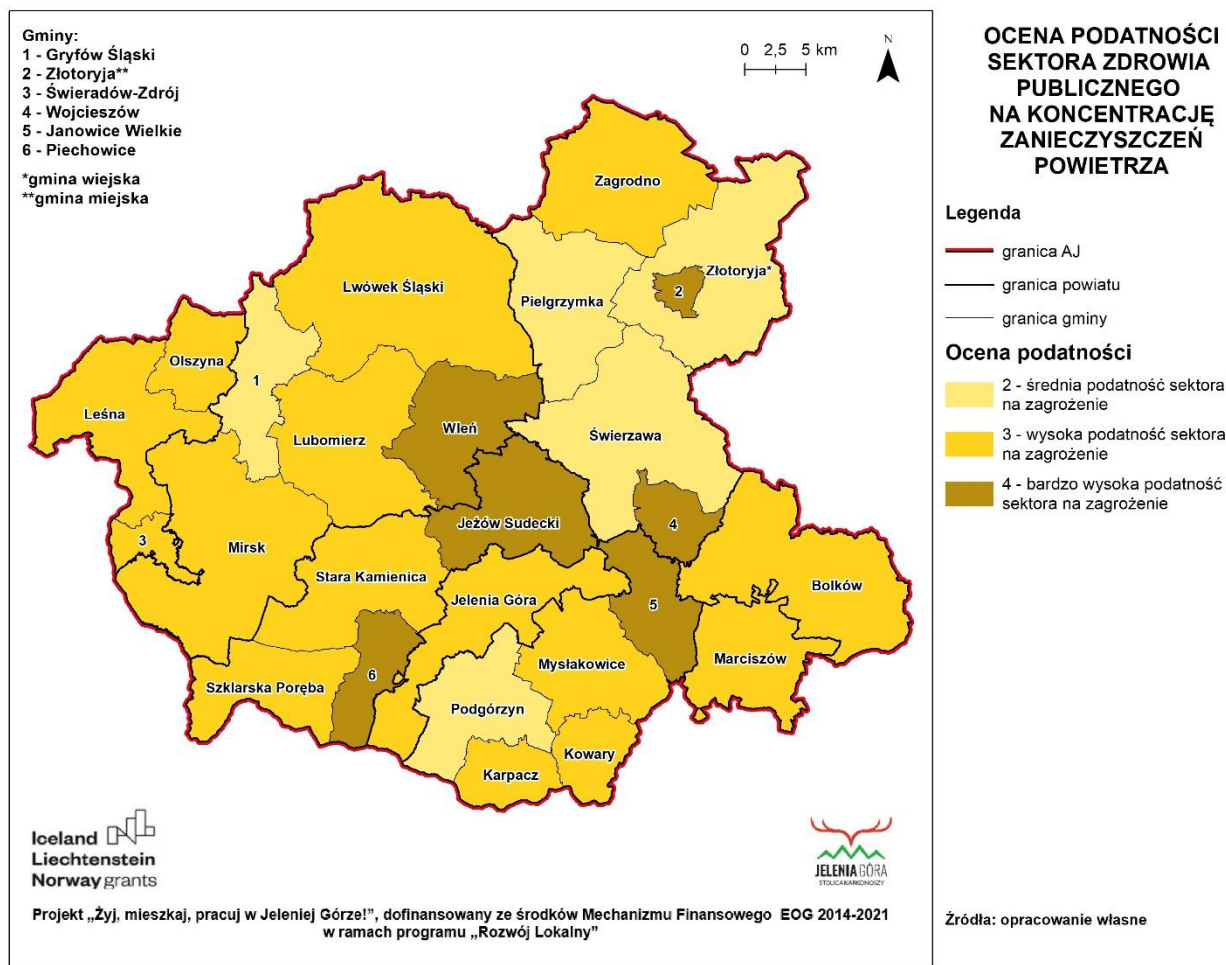 Gminy:
1 - Gryfów Śląski
2 - Złotoryja**
3 - Świeradów-Zdrój
4 - Wojcieszów
5 - Janowice Wielkie
6 - Piechowice
*gmina wiejska
**gmina miejska
0 2,5 5 km
N
Zagrodno
Lwówek Śląski
Złotoryja*
2
Pielgrzymka
Olszyna
1
Leśna
Lubomierz
Wleń
Świerzawa
Jeżów Sudecki
4
3
Mirsk
Stara Kamienica
Jelenia Góra
Bolków
5
Mysłakowice
Marciszów
6
Szklarska Poręba
Podgórzyn
Kowary
Karpacz
Iceland
Liechtenstein
Norway grants
JELENIA GÓRA
STOLICA KARKONOSZY
Projekt „Żyj, mieszkaj, pracuj w Jeleniej Górze!”, dofinansowany ze środków Mechanizmu Finansowego EOG 2014-2021
w ramach programu „Rozwój Lokalny”
OCENA PODATNOŚCI
SEKTORA ZDROWIA
PUBLICZNEGO
NA KONCENTRACJĘ
ZANIECZYSZCZEŃ
POWIETRZA
Legenda
granica AJ
granica powiatu
granica gminy
Ocena podatności
2 - średnia podatność sektora
na zagrożenie
3 - wysoka podatność sektora
na zagrożenie
4 - bardzo wysoka podatność
sektora na zagrożenie
Źródła: opracowanie własne